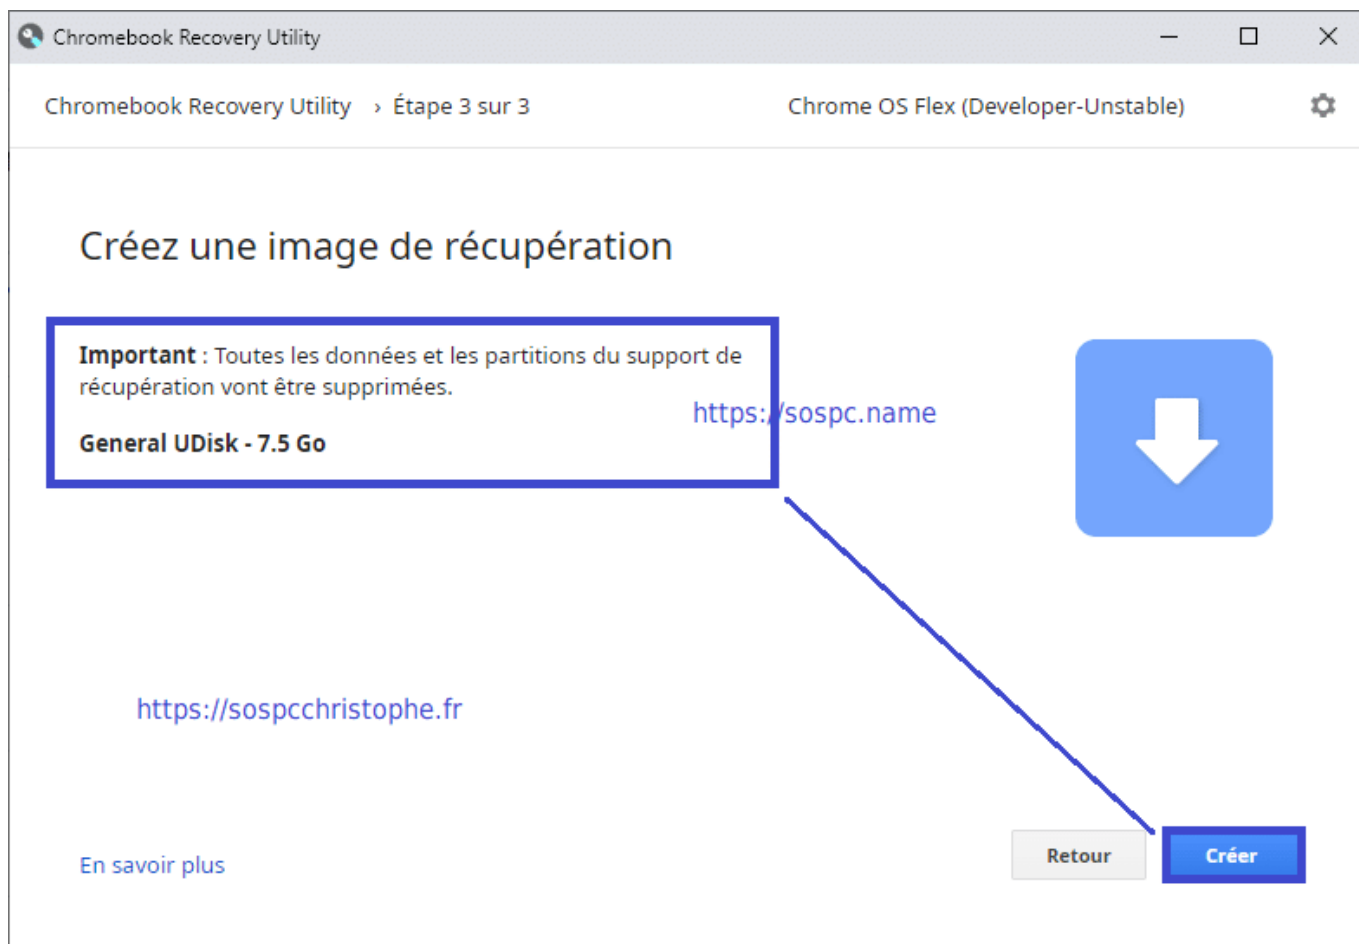 Chromebook Recovery Utility
Chromebook Recovery Utility › Étape 3 sur 3 Chrome OS Flex (Developer-Unstable)
Créez une image de récupération
Important : Toutes les données et les partitions du support de
récupération vont être supprimées.
https://sospc.name
General UDisk - 7.5 Go
https://sospcchristophe.fr
En savoir plus Retour Créer